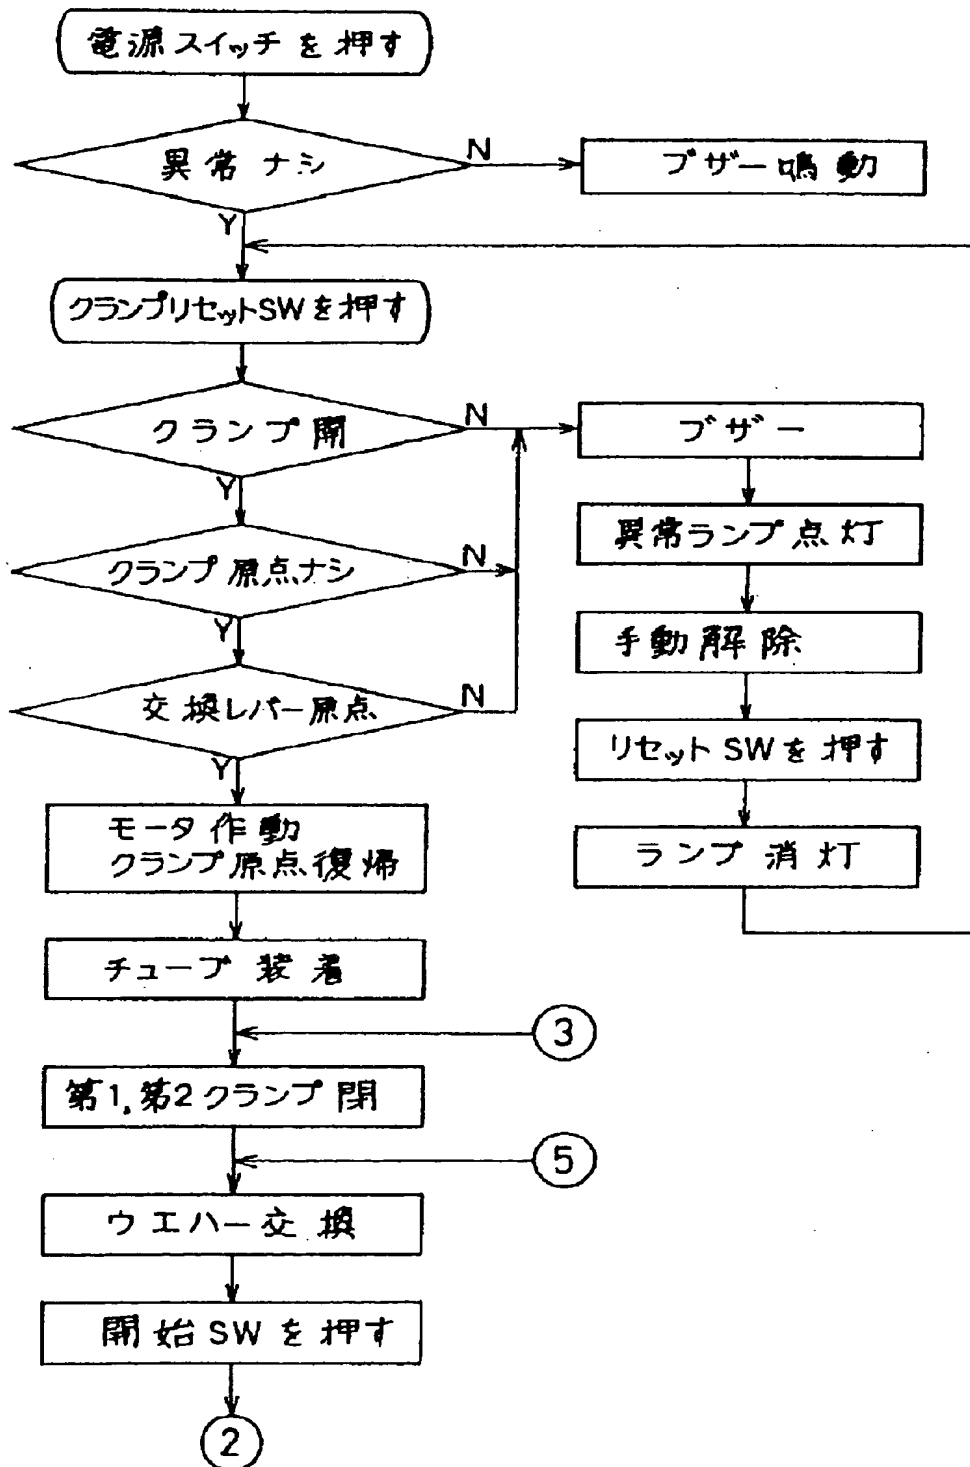 電源スイッチを押す
異常ナシ
N
ブザー鳴動
Y
クランプリセットSWを押す
クランプ開
N
ブザー
Y
異常ランプ点灯
クランプ原点ナシ
N
手動解除
Y
交換レバー原点
N
リセットSWを押す
Y
モータ作動
クランプ原点復帰
ランプ消灯
チューブ装着
3
第1,第2クランプ閉
5
ウエハー交換
開始SWを押す
2